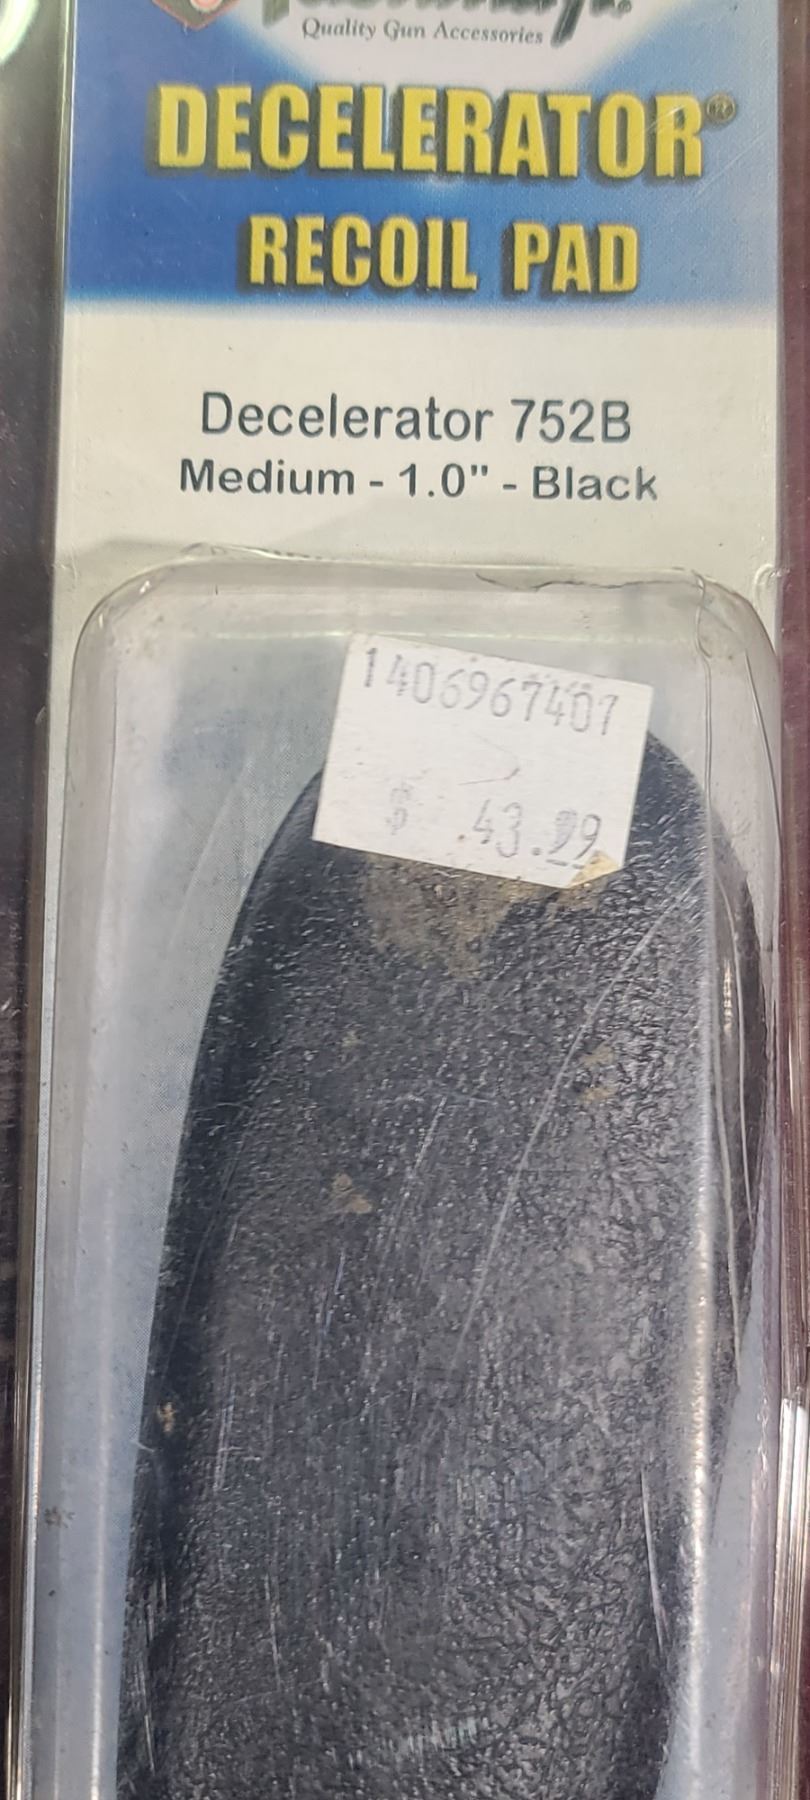 Quality Gun Accessories
DECELERATOR®
RECOIL PAD
Decelerator 752B
Medium - 1.0" - Black
1406967407
$ .43.99